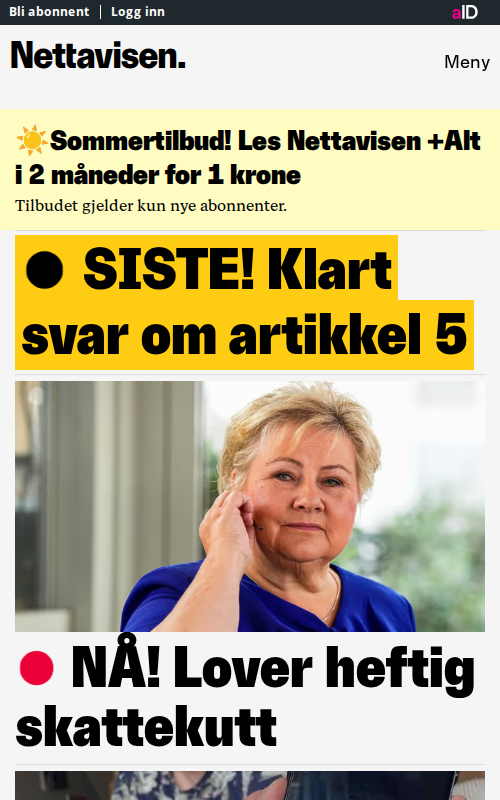 Bli abonnent | Logg inn
aID
Nettavisen.
Meny
☀️Sommertilbud! Les Nettavisen +Alt
i 2 måneder for 1 krone
Tilbudet gjelder kun nye abonnenter.
● SISTE! Klart
svar om artikkel 5
NÅ! Lover heftig
skattekutt